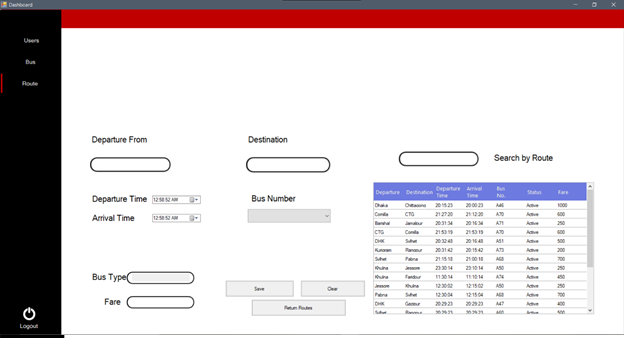 Dashboard
Users
Bus
Route
Logout
Departure From
Destination
Search by Route
Departure Time 12:58:52 AM
Arrival Time 12:58:52 AM
Bus Number
Bus Type
Fare
Save
Clear
Return Routes
Departure Destination Departure Time Arrival Time Bus No. Status Fare
Dhaka Chittagong 20:15:23 20:00:23 A46 Active 1000
Comilla CTG 21:27:20 21:12:20 A70 Active 600
Barishal Jamalpur 20:31:34 20:16:34 A71 Active 250
CTG Comilla 21:53:19 21:53:19 A70 Active 600
DHK Sylhet 20:32:48 20:16:48 A51 Active 500
Kurigram Rangpur 20:31:42 20:15:42 A73 Active 200
Sylhet Pabna 21:15:18 21:00:18 A68 Active 700
Khulna Jessore 23:30:14 23:10:14 A50 Active 250
Khulna Faridpur 11:30:14 11:10:14 A74 Active 450
Jessore Khulna 12:30:02 12:15:02 A50 Active 250
Pabna Sylhet 12:30:04 12:15:04 A68 Active 700
DHK Gazipur 20:29:23 20:29:23 A47 Active 400
Sylhet Rangpur 20:29:23 20:29:23 A60 Active 500